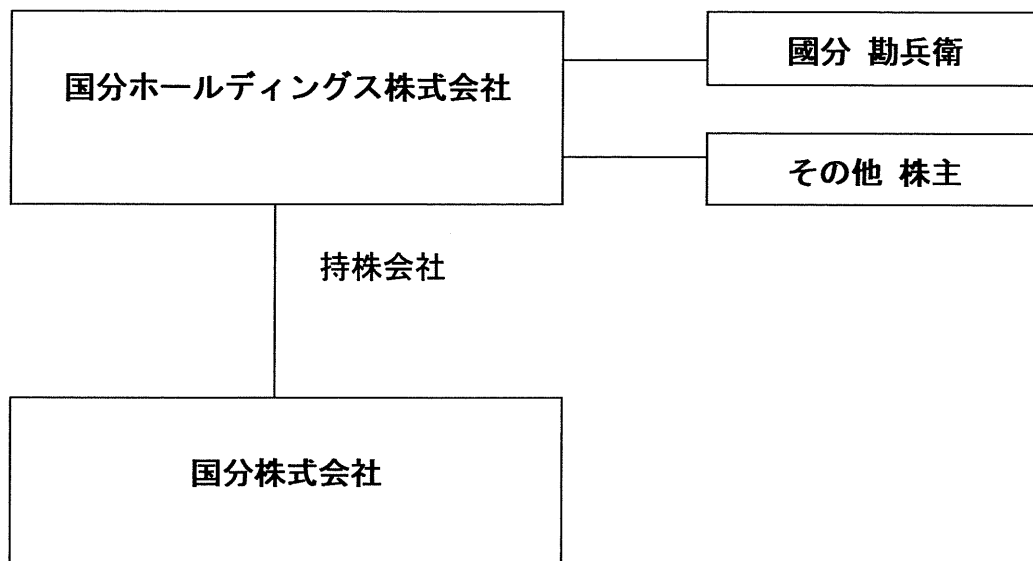 国分ホールディングス株式会社
國分 勘兵衛
その他 株主
持株会社
国分株式会社